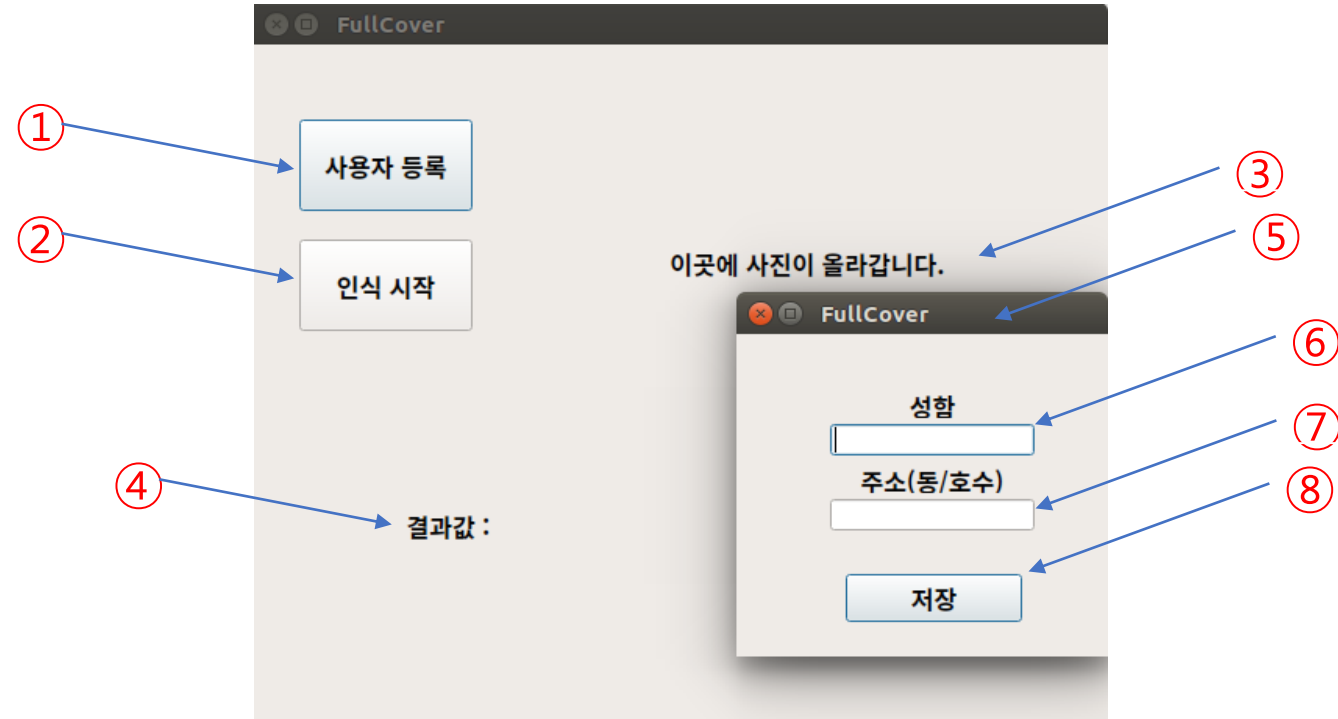 FullCover
①
사용자 등록
②
인식 시작
③
이곳에 사진이 올라갑니다.
⑤
FullCover
⑥
성함
⑦
주소(동/호수)
⑧
④
결과값 :
저장